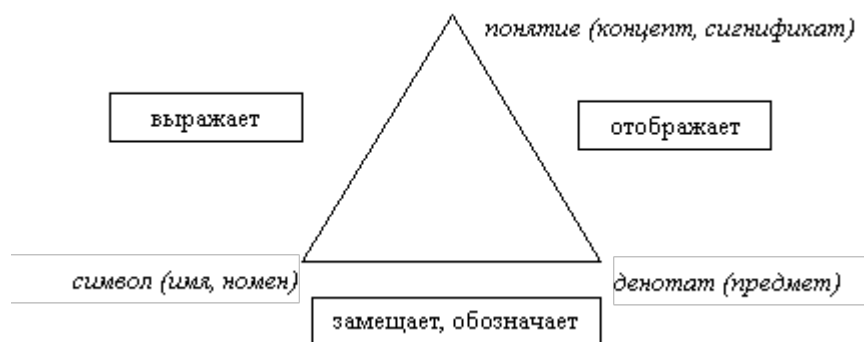 понятие (концепт, сигнификат)
выражает
отображает
символ (имя, номен)
денотат (предмет)
замещает, обозначает